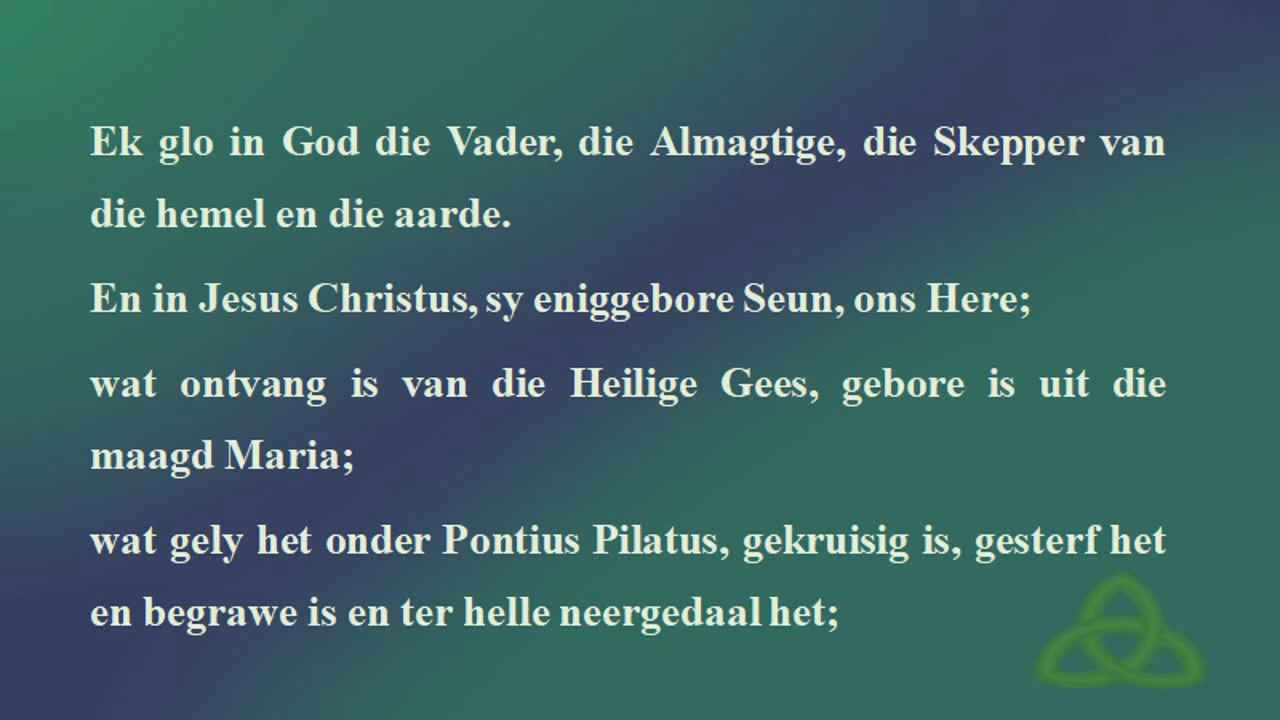 Ek glo in God die Vader, die Almagtige, die Skepper van
die hemel en die aarde.
En in Jesus Christus, sy eniggebore Seun, ons Here;
wat ontvang is van die Heilige Gees, gebore is uit die
maagd Maria;
wat gely het onder Pontius Pilatus, gekruisig is, gesterf het
en begrawe is en ter helle neergedaal het;